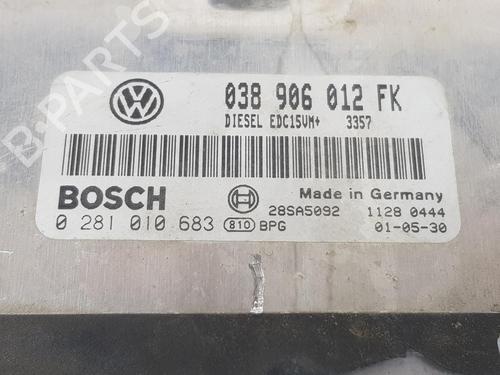 038 906 012 FK
DIESEL EDC15VM+ 3357
BOSCH
Made in Germany
0 281 010 683
810
BPG
28SA5092
1128 0444
01-05-30